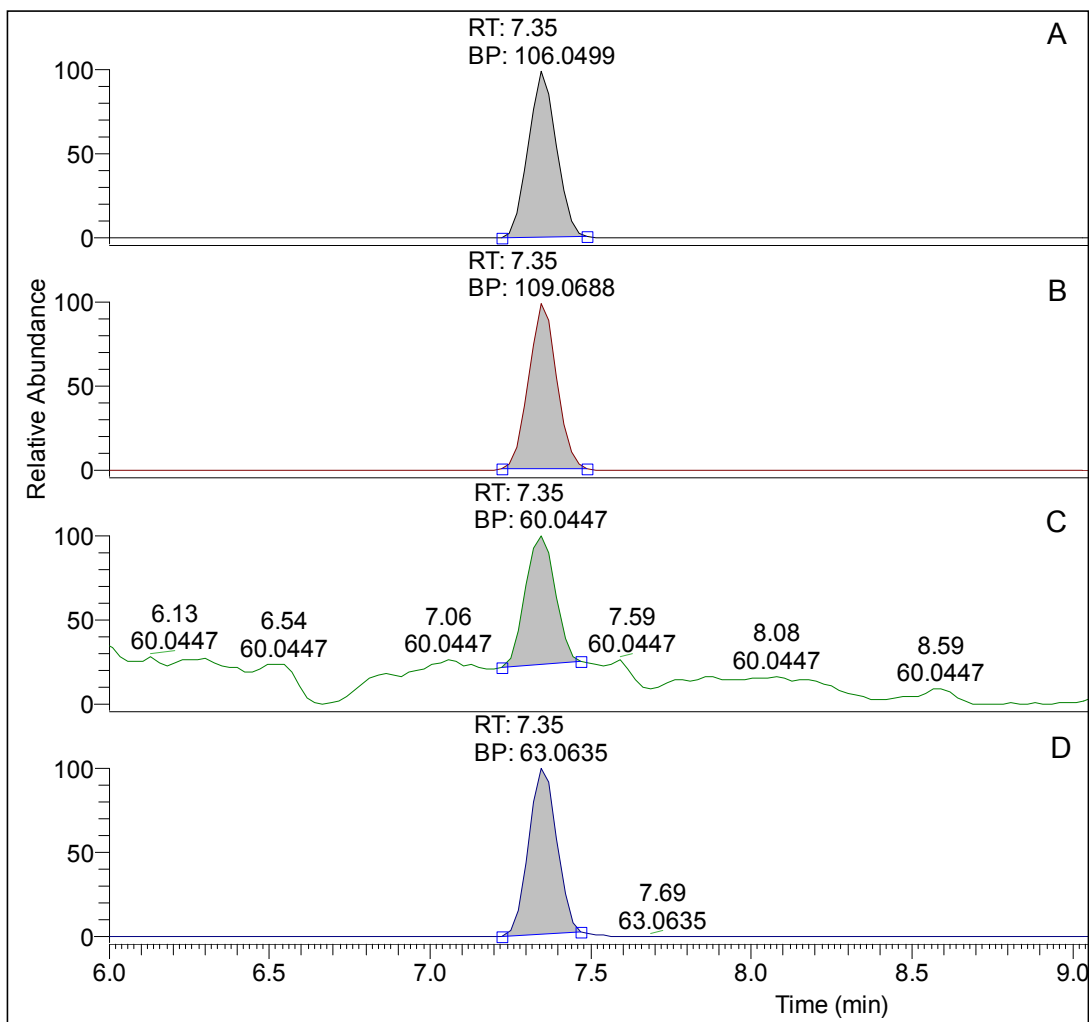 RT: 7.35
BP: 106.0499
A
100
50
0
RT: 7.35
BP: 109.0688
B
100
50
0
Relative Abundance
RT: 7.35
BP: 60.0447
C
100
50
0
6.13
60.0447
6.54
60.0447
7.06
60.0447
7.59
60.0447
8.08
60.0447
8.59
60.0447
RT: 7.35
BP: 63.0635
D
100
50
0
7.69
63.0635
6.0 6.5 7.0 7.5 8.0 8.5 9.0
Time (min)